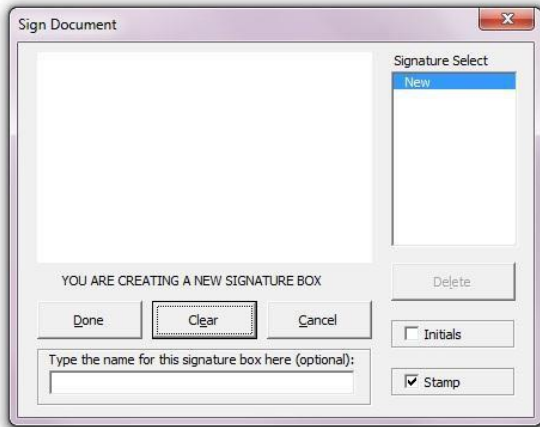 Sign Document
Signature Select
New
YOU ARE CREATING A NEW SIGNATURE BOX
Delete
Done
Clear
Cancel
Initials
Type the name for this signature box here (optional):
Stamp